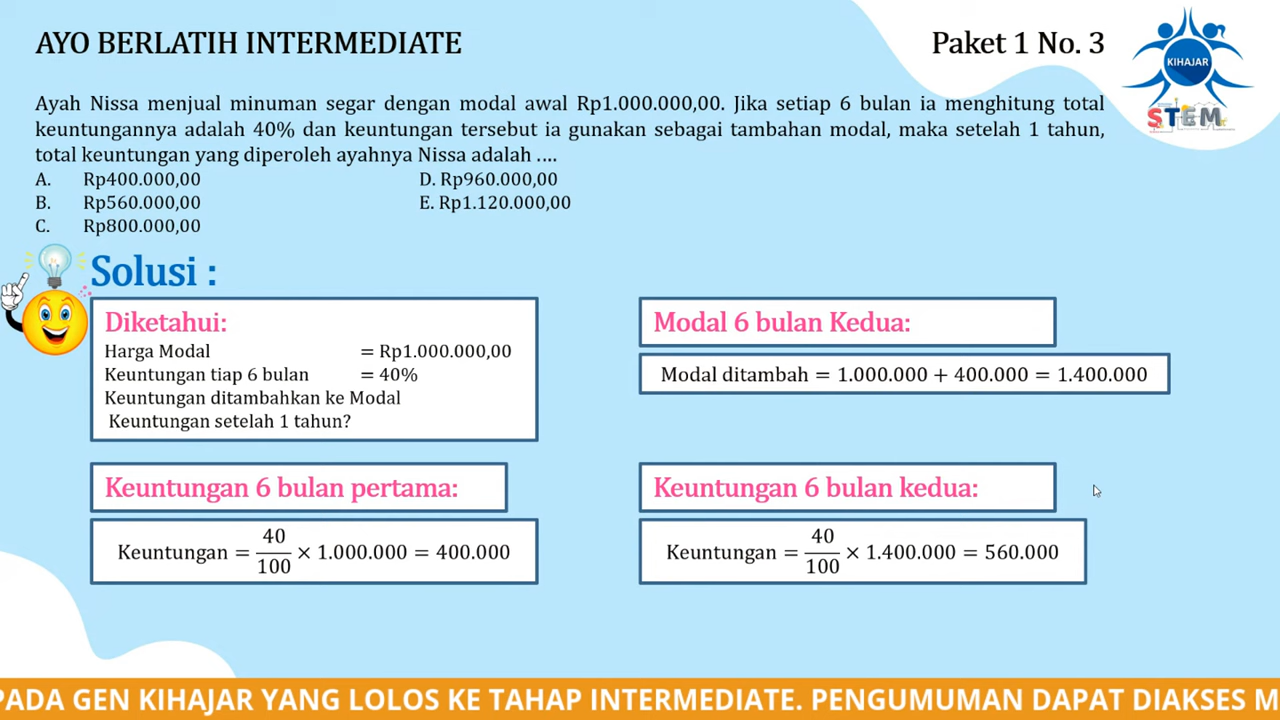 AYO BERLATIH INTERMEDIATE
Paket 1 No. 3
KIHAJAR
STEM
Ayah Nissa menjual minuman segar dengan modal awal Rp1.000.000,00. Jika setiap 6 bulan ia menghitung total
keuntungannya adalah 40% dan keuntungan tersebut ia gunakan sebagai tambahan modal, maka setelah 1 tahun,
total keuntungan yang diperoleh ayahnya Nissa adalah ....
A. Rp400.000,00
B. Rp560.000,00
C. Rp800.000,00
D. Rp960.000,00
E. Rp1.120.000,00
Solusi :
Diketahui:
Harga Modal = Rp1.000.000,00
Keuntungan tiap 6 bulan = 40%
Keuntungan ditambahkan ke Modal
Keuntungan setelah 1 tahun?
Keuntungan 6 bulan pertama:
Keuntungan = 40/100 × 1.000.000 = 400.000
Modal 6 bulan Kedua:
Modal ditambah = 1.000.000 + 400.000 = 1.400.000
Keuntungan 6 bulan kedua:
Keuntungan = 40/100 × 1.400.000 = 560.000
PADA GEN KIHAJAR YANG LOLOS KE TAHAP INTERMEDIATE. PENGUMUMAN DAPAT DIAKSES M